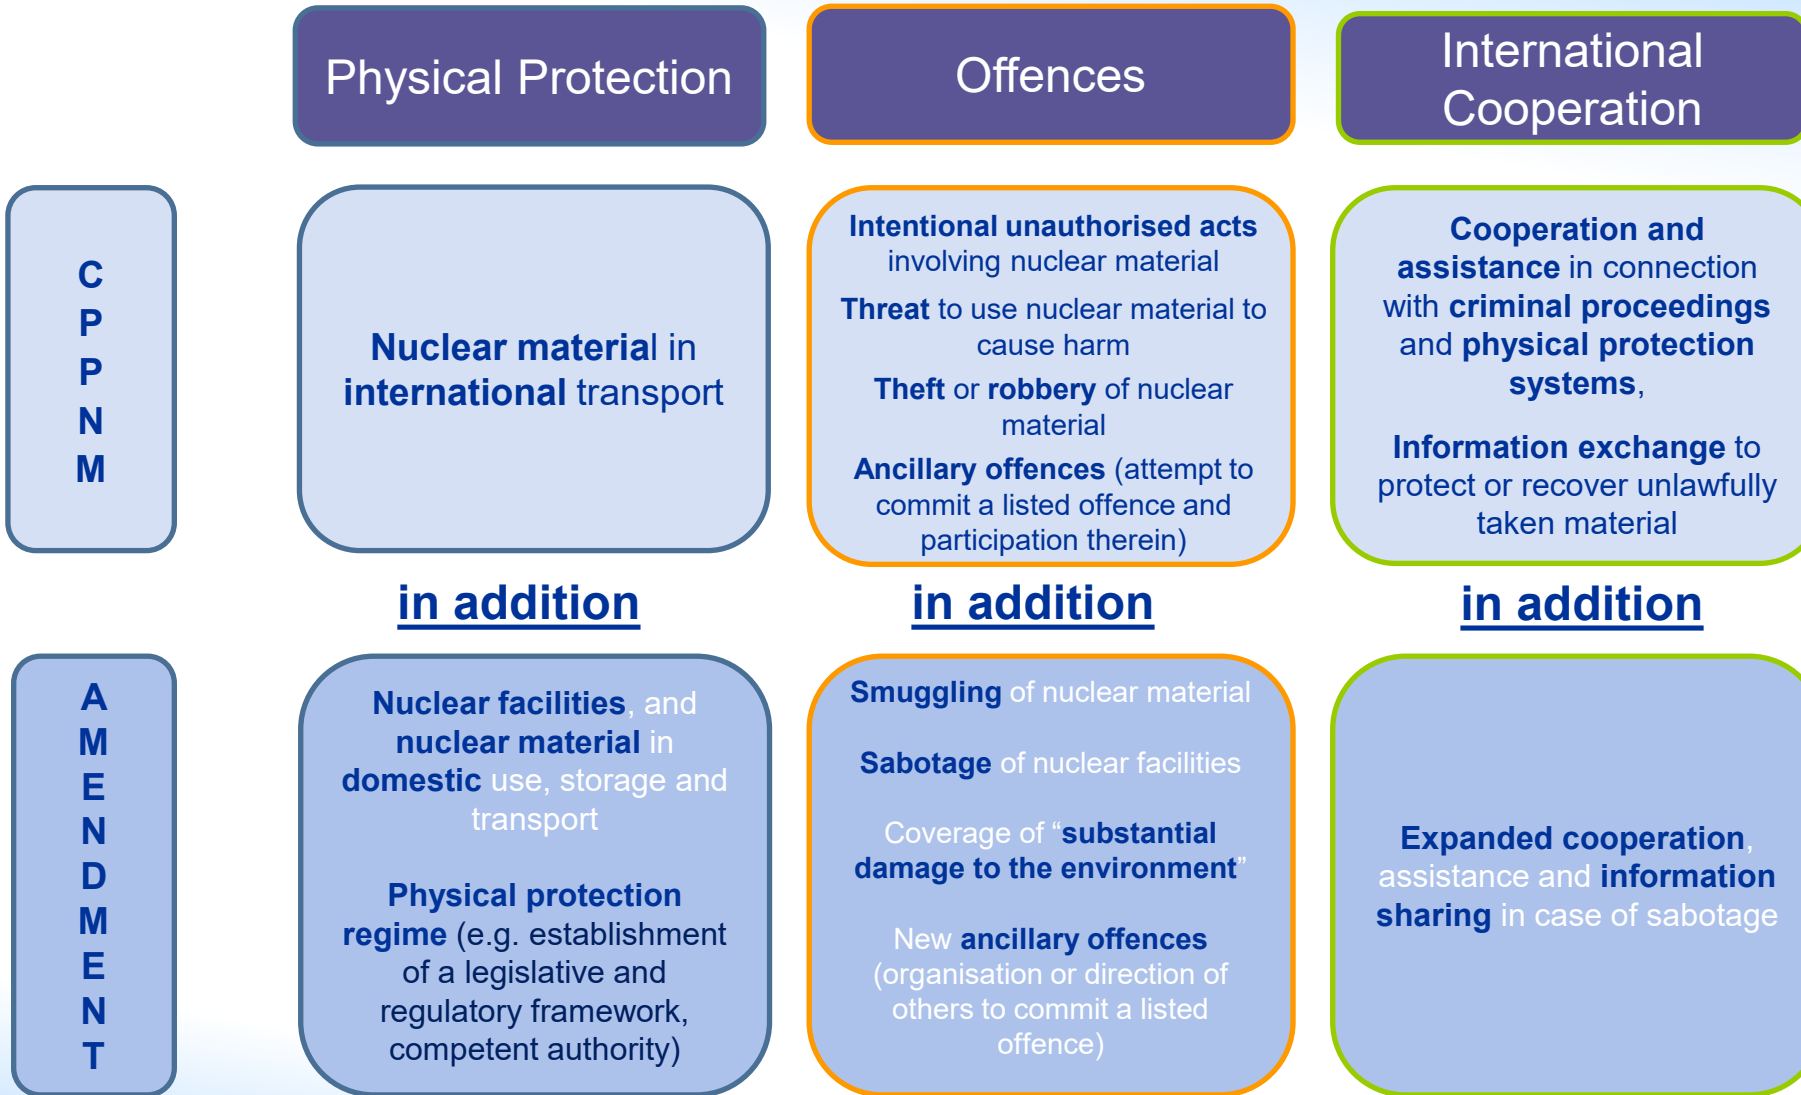 Physical Protection
Offences
International
Cooperation
C
P
P
N
M
Nuclear material in
international transport
Intentional unauthorised acts
involving nuclear material
Threat to use nuclear material to
cause harm
Theft or robbery of nuclear
material
Ancillary offences (attempt to
commit a listed offence and
participation therein)
Cooperation and
assistance in connection
with criminal proceedings
and physical protection
systems,
Information exchange to
protect or recover unlawfully
taken material
in addition
in addition
in addition
A
M
E
N
D
M
E
N
T
Nuclear facilities, and
nuclear material in
domestic use, storage and
transport
Physical protection
regime (e.g. establishment
of a legislative and
regulatory framework,
competent authority)
Smuggling of nuclear material
Sabotage of nuclear facilities
Coverage of “substantial
damage to the environment”
New ancillary offences
(organisation or direction of
others to commit a listed
offence)
Expanded cooperation,
assistance and information
sharing in case of sabotage